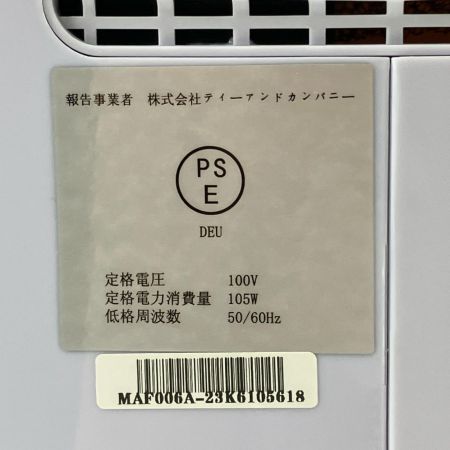 報告事業者 株式会社ティーアンドカンパニー
PS
E
DEU
定格電圧 100V
定格電力消費量 105W
低格周波数 50/60Hz
MAF006A-23K6105618